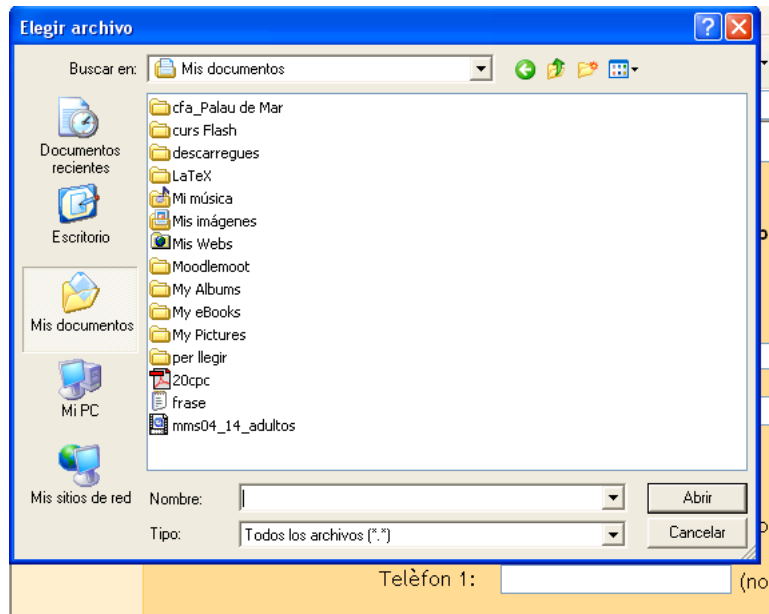 Elegir archivo
Buscar en: Mis documentos
Documentos
recientes
Escritorio
Mis documentos
Mi PC
Mis sitios de red
cfa_Palau de Mar
curs Flash
descarregues
LaTeX
Mi música
Mis imágenes
Mis Webs
Moodlemoot
My Albums
My eBooks
My Pictures
per llegir
20cpc
frase
mms04_14_adultos
Nombre:
Abrir
Tipo: Todos los archivos (*.*)
Cancelar
Telèfon 1: (no